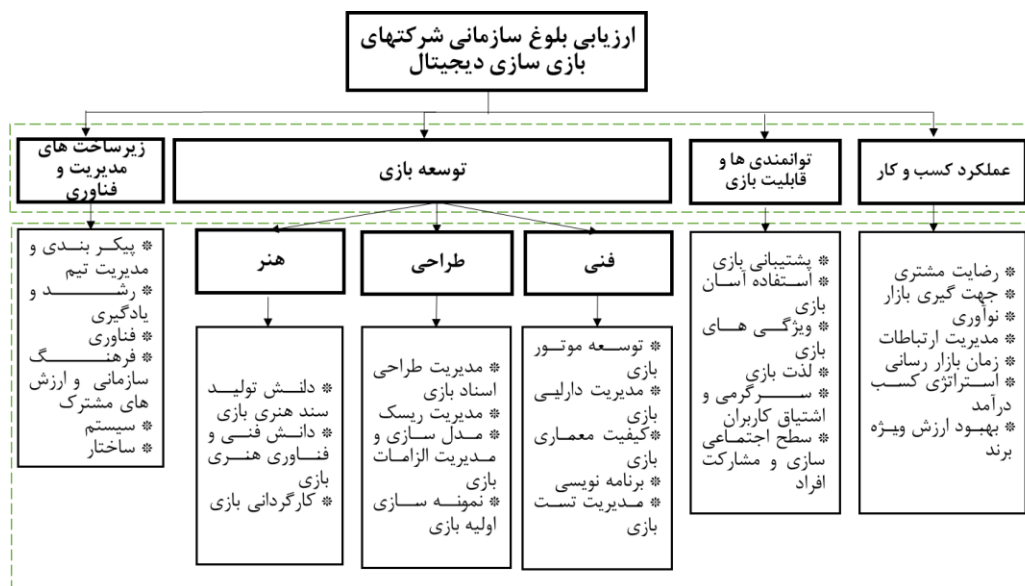 ارزیابی بلوغ سازمانی شرکتهای
بازی سازی دیجیتال
عملکرد کسب و کار
توانمندی ها و
قابلیت بازی
توسعه بازی
زیرساخت های
مدیریت و
فناوری
* رضایت مشتری
* جهت گیری بازار
* نوآوری
* مدیریت ارتباطات
* زمان بازار رسانی
* استراتژی کسب
درآمد
* بهبود ارزش ویژه
برند
* پشتیبانی بازی
* استفاده آسان
بازی
* ویژگی های
بازی
* لذت بازی
* سرگرمی و
اشتیاق کاربران
* سطح اجتماعی
سازی و مشارکت
افراد
فنی
* توسعه موتور
بازی
* مدیریت دارایی
بازی
* کیفیت معماری
بازی
* برنامه نویسی
* مدیریت تست
بازی
طراحی
* مدیریت طراحی
اسناد بازی
* مدیریت ریسک
* مدل سازی و
مدیریت الزامات
بازی
* نمونه سازی
اولیه بازی
هنر
* دانش تولید
سند هنری بازی
* دانش فنی و
فناوری هنری
بازی
* کارگردانی بازی
* پیکر بندی و
مدیریت تیم
* رشد و
یادگیری
* فناوری
* فرهنگ
سازمانی و ارزش
های مشترک
* سیستم
* ساختار